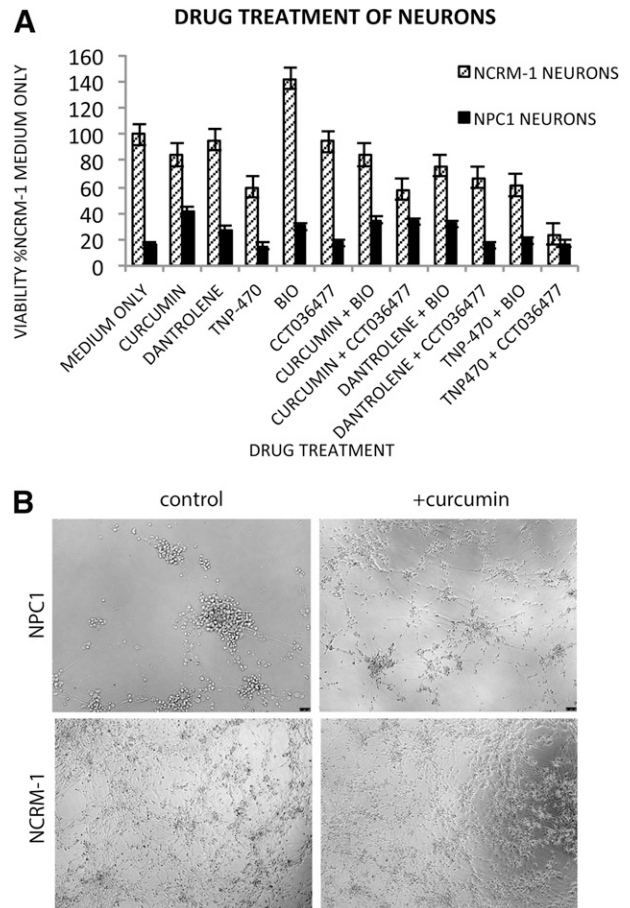 A
DRUG TREATMENT OF NEURONS
VIABILITY %NCRM-1 MEDIUM ONLY
160
140
120
100
80
60
40
20
0
NCRM-1 NEURONS
NPC1 NEURONS
MEDIUM ONLY
CURCUMIN
DANTROLENE
TNP-470
BIO
CCT036477
CURCUMIN + BIO
CURCUMIN + CCT036477
DANTROLENE + BIO
DANTROLENE + CCT036477
TNP-470 + BIO
TNP470 + CCT036477
DRUG TREATMENT
B
control
+curcumin
NPC1
NCRM-1